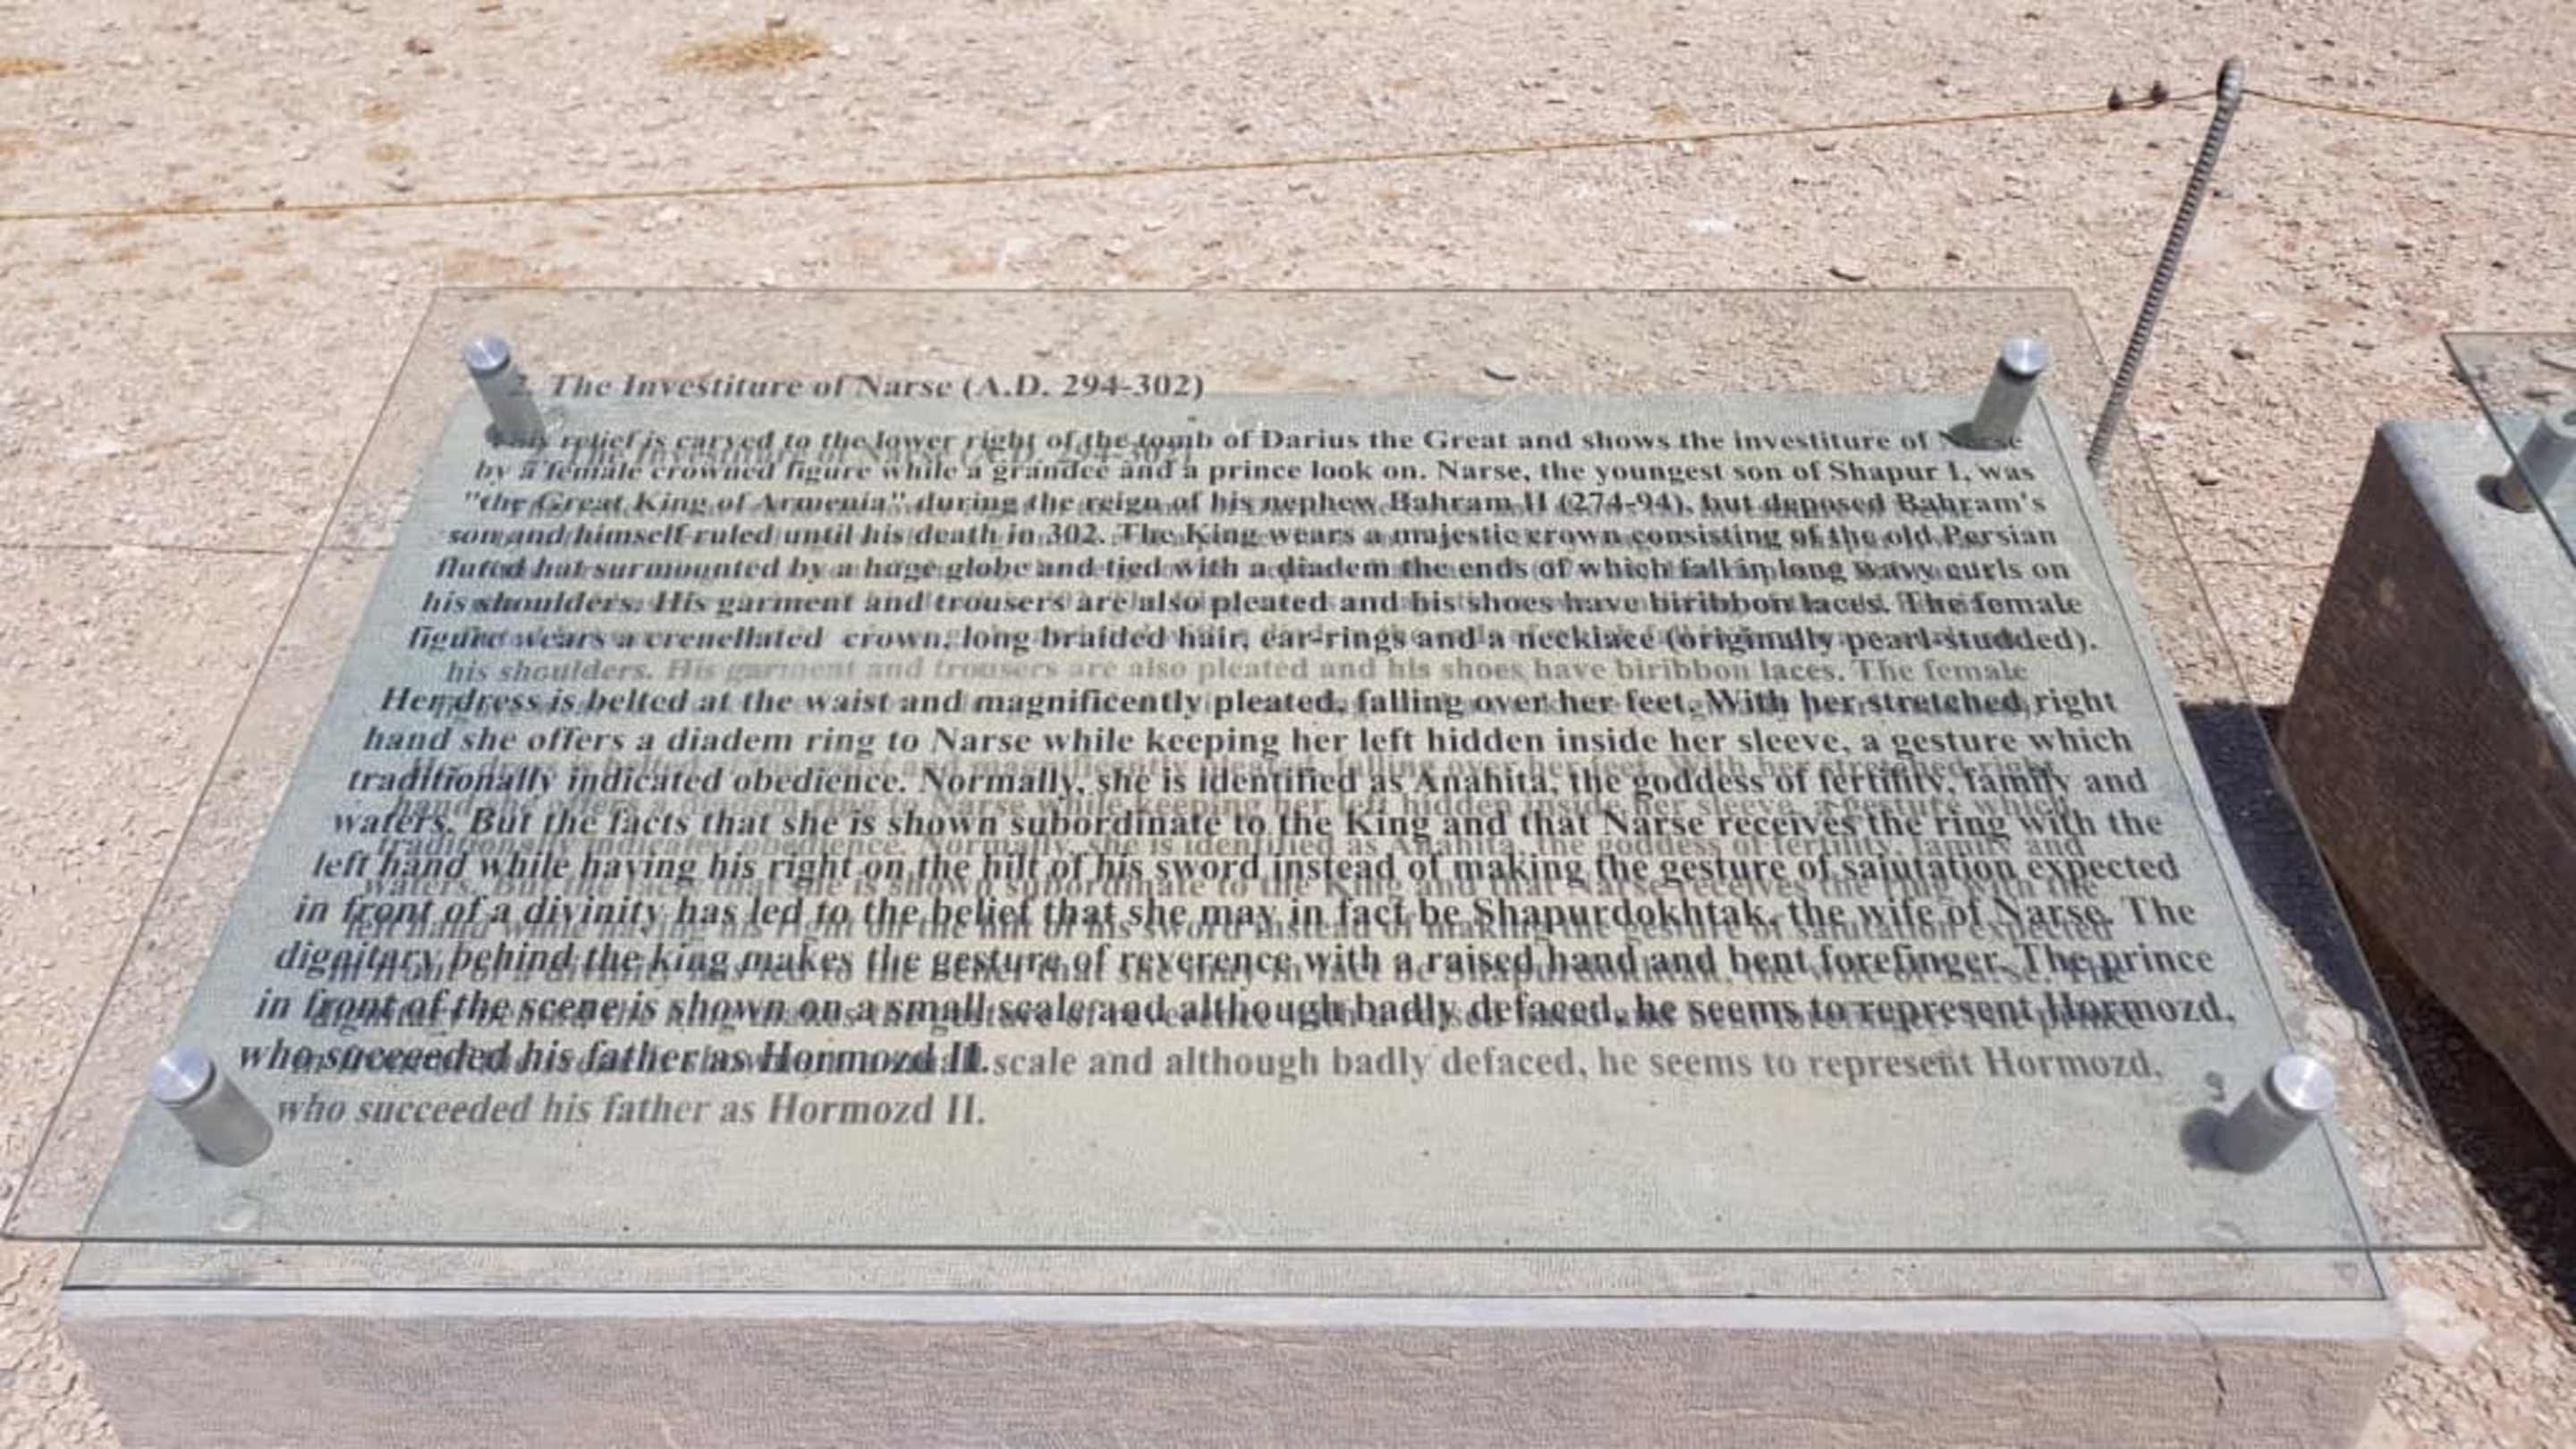 2. The Investiture of Narse (A.D. 294-302)
This relief is carved to the lower right of the tomb of Darius the Great and shows the investiture of Narse
by a female crowned figure while a grandee and a prince look on. Narse, the youngest son of Shapur I, was
"the Great King of Armenia" during the reign of his nephew Bahram II (274-94), but deposed Bahram's
son and himself ruled until his death in 302. The King wears a majestic crown consisting of the old Persian
fluted hat surmounted by a huge globe and tied with a diadem the ends of which fall in long wavy curls on
his shoulders. His garment and trousers are also pleated and his shoes have biribbon laces. The female
figure wears a crenellated crown, long braided hair, ear-rings and a necklace (originally pearl-studded).
Her dress is belted at the waist and magnificently pleated, falling over her feet. With her stretched right
hand she offers a diadem ring to Narse while keeping her left hidden inside her sleeve, a gesture which
traditionally indicated obedience. Normally, she is identified as Anahita, the goddess of fertility, family and
waters. But the facts that she is shown subordinate to the King and that Narse receives the ring with the
left hand while having his right on the hilt of his sword instead of making the gesture of salutation expected
in front of a divinity has led to the belief that she may in fact be Shapurdokhtak, the wife of Narse. The
dignitary behind the king makes the gesture of reverence with a raised hand and bent forefinger. The prince
in front of the scene is shown on a small scale and although badly defaced, he seems to represent Hormozd,
who succeeded his father as Hormozd II.